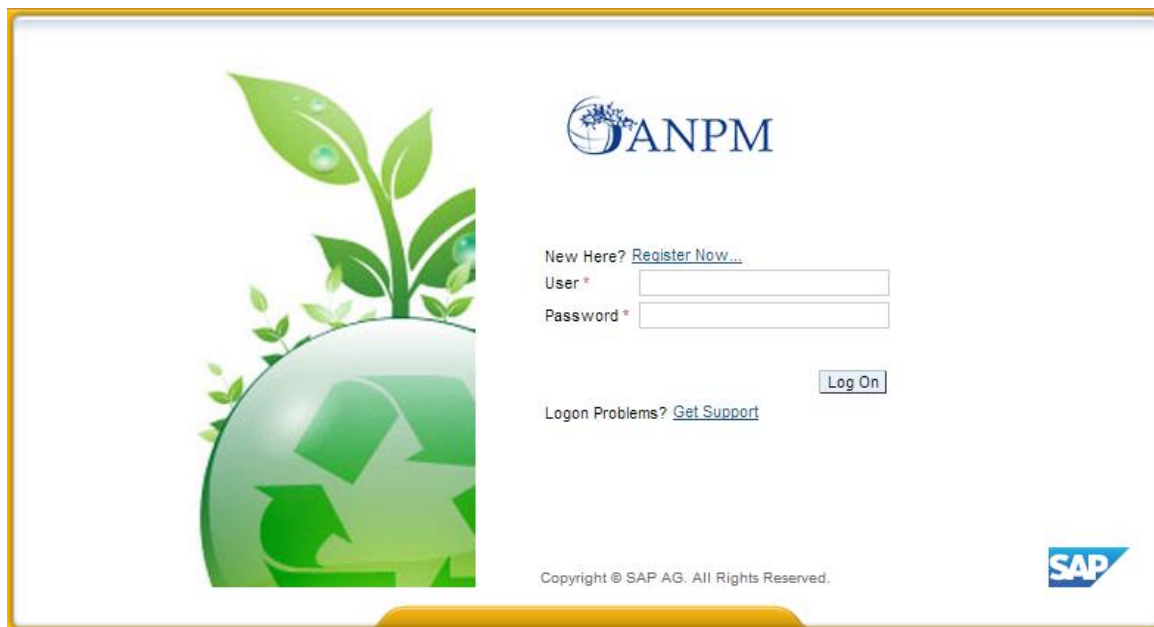 ANPM
New Here? Register Now...
User *
Password *
Log On
Logon Problems? Get Support
Copyright © SAP AG. All Rights Reserved.
SAP